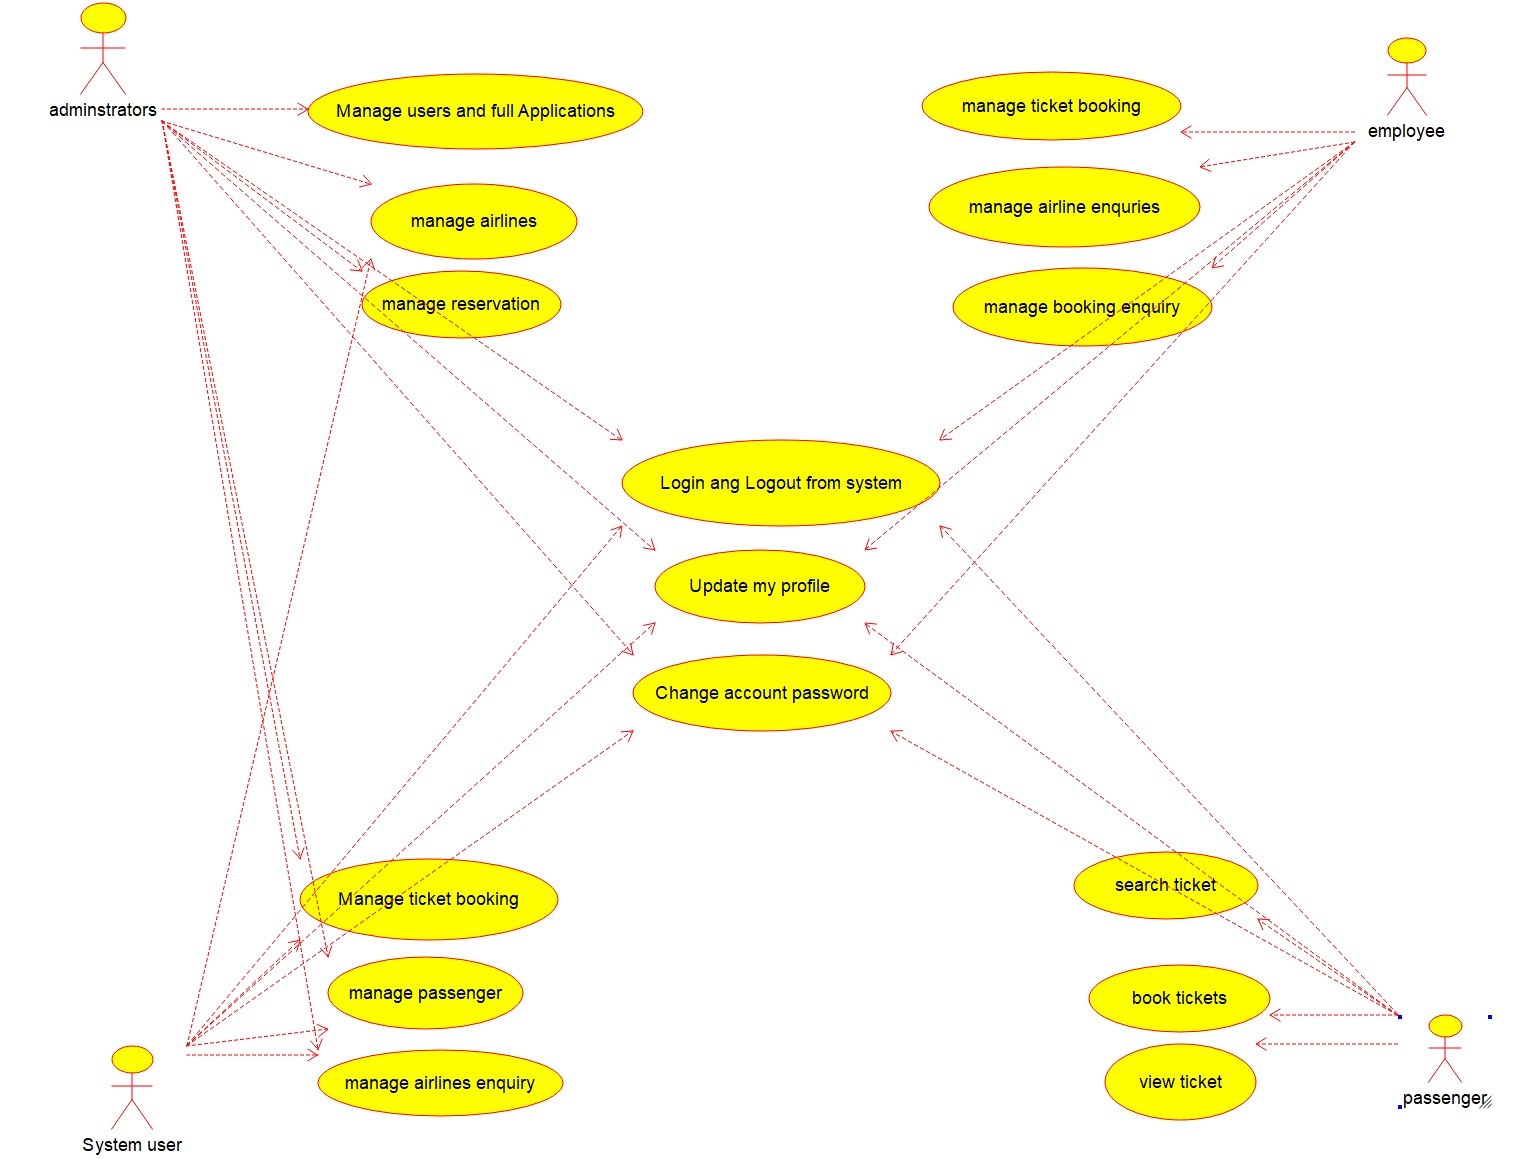 adminstrators
Manage users and full Applications
manage ticket booking
employee
manage airlines
manage airline enquries
manage reservation
manage booking enquiry
Login ang Logout from system
Update my profile
Change account password
Manage ticket booking
search ticket
manage passenger
book tickets
manage airlines enquiry
view ticket
passenger
System user